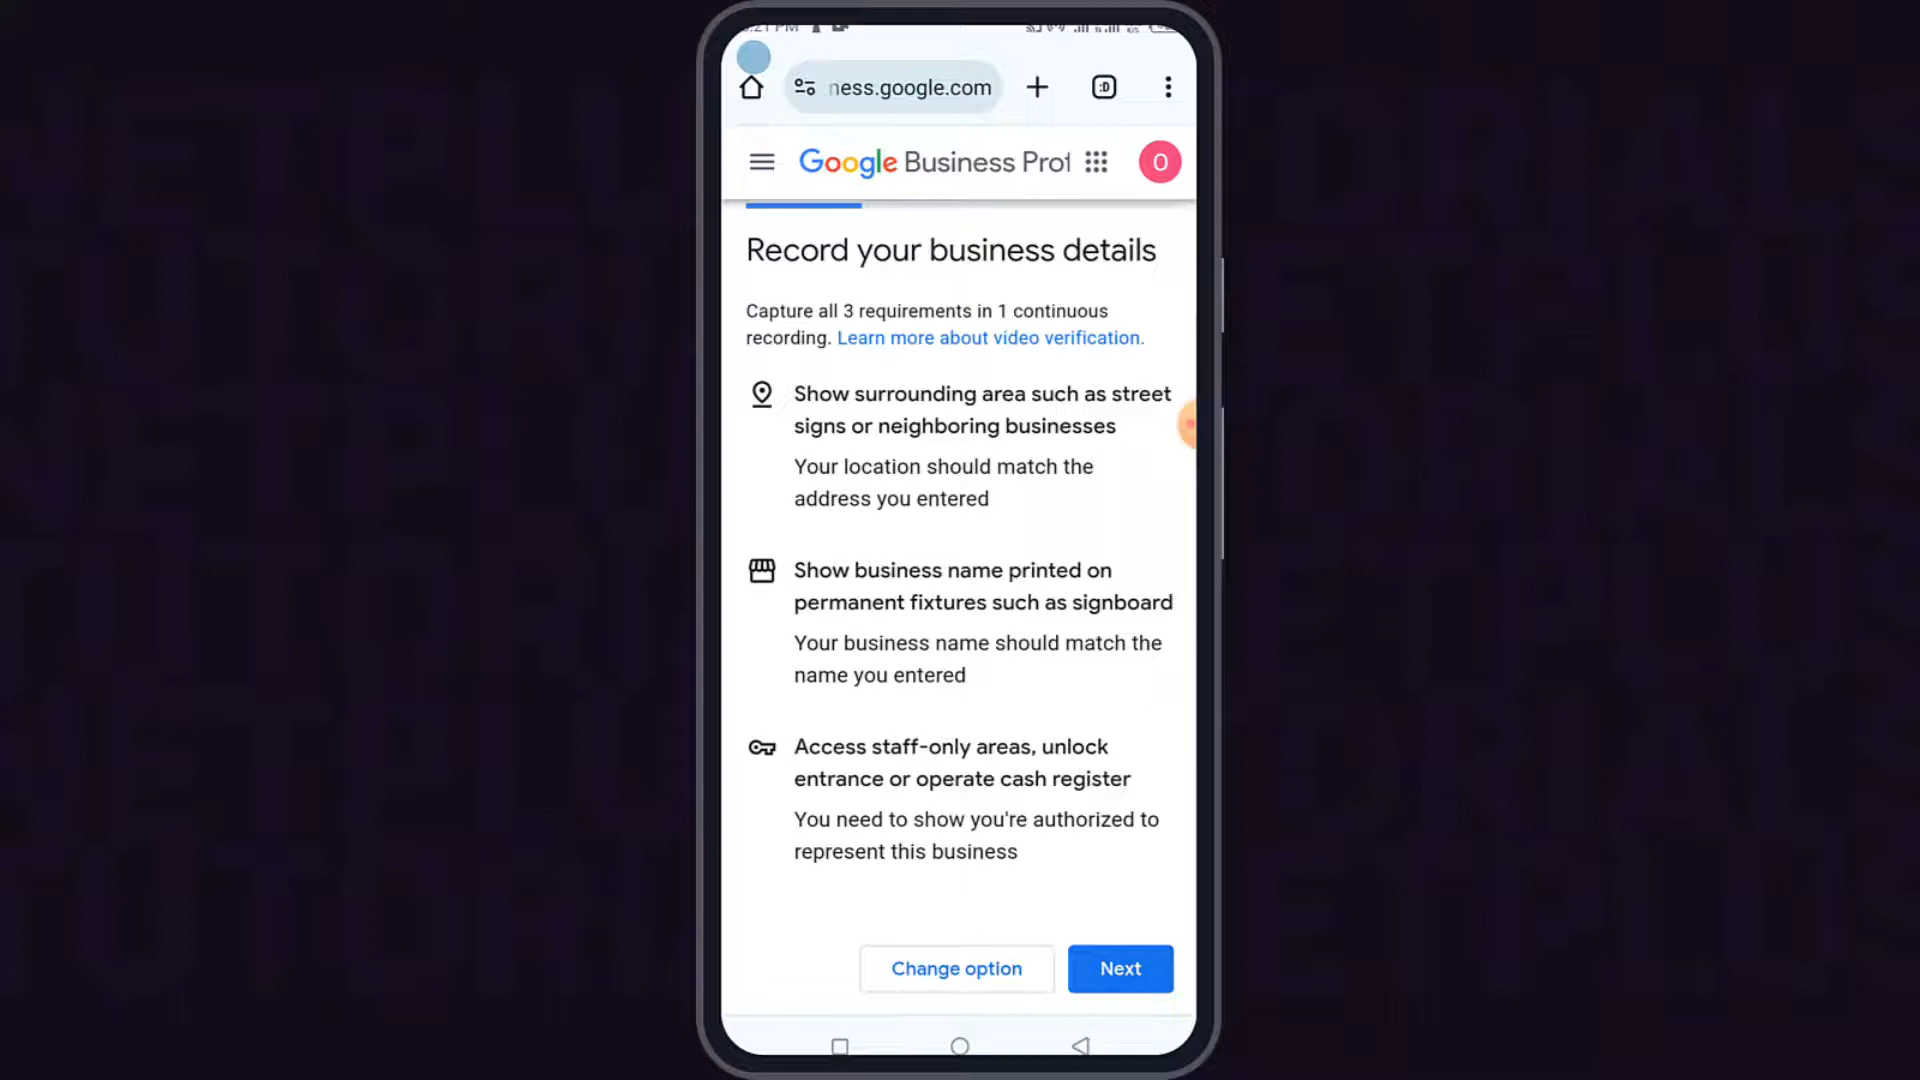 ness.google.com
:D
Google Business Prof
O
Record your business details
Capture all 3 requirements in 1 continuous
recording. Learn more about video verification.
Show surrounding area such as street
signs or neighboring businesses
Your location should match the
address you entered
Show business name printed on
permanent fixtures such as signboard
Your business name should match the
name you entered
Access staff-only areas, unlock
entrance or operate cash register
You need to show you're authorized to
represent this business
Change option
Next